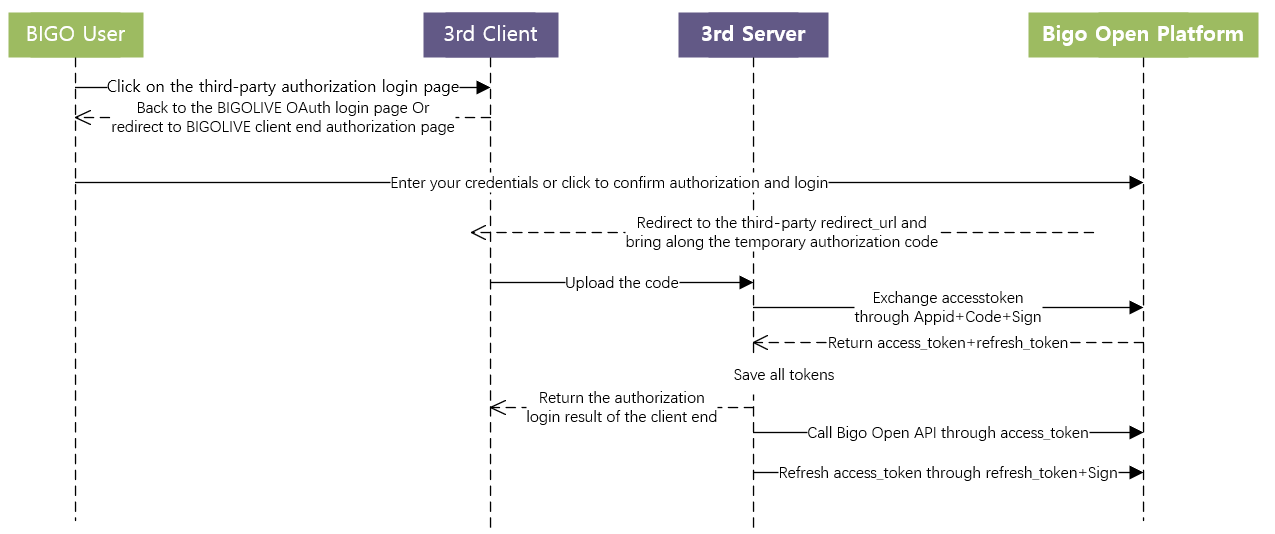 BIGO User
3rd Client
3rd Server
Bigo Open Platform
Click on the third-party authorization login page
Back to the BIGOLIVE OAuth login page Or
redirect to BIGOLIVE client end authorization page
Enter your credentials or click to confirm authorization and login
Redirect to the third-party redirect_url and
bring along the temporary authorization code
Upload the code
Exchange accesstoken
through Appid+Code+Sign
Return access_token+refresh_token
Save all tokens
Return the authorization
login result of the client end
Call Bigo Open API through access_token
Refresh access_token through refresh_token+Sign